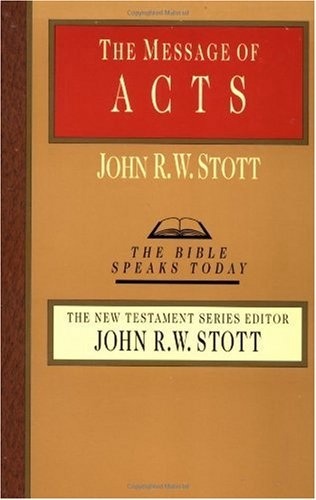 THE MESSAGE OF
ACTS
JOHN R.W. STOTT
THE BIBLE
SPEAKS TODAY
THE NEW TESTAMENT SERIES EDITOR
JOHN R.W. STOTT